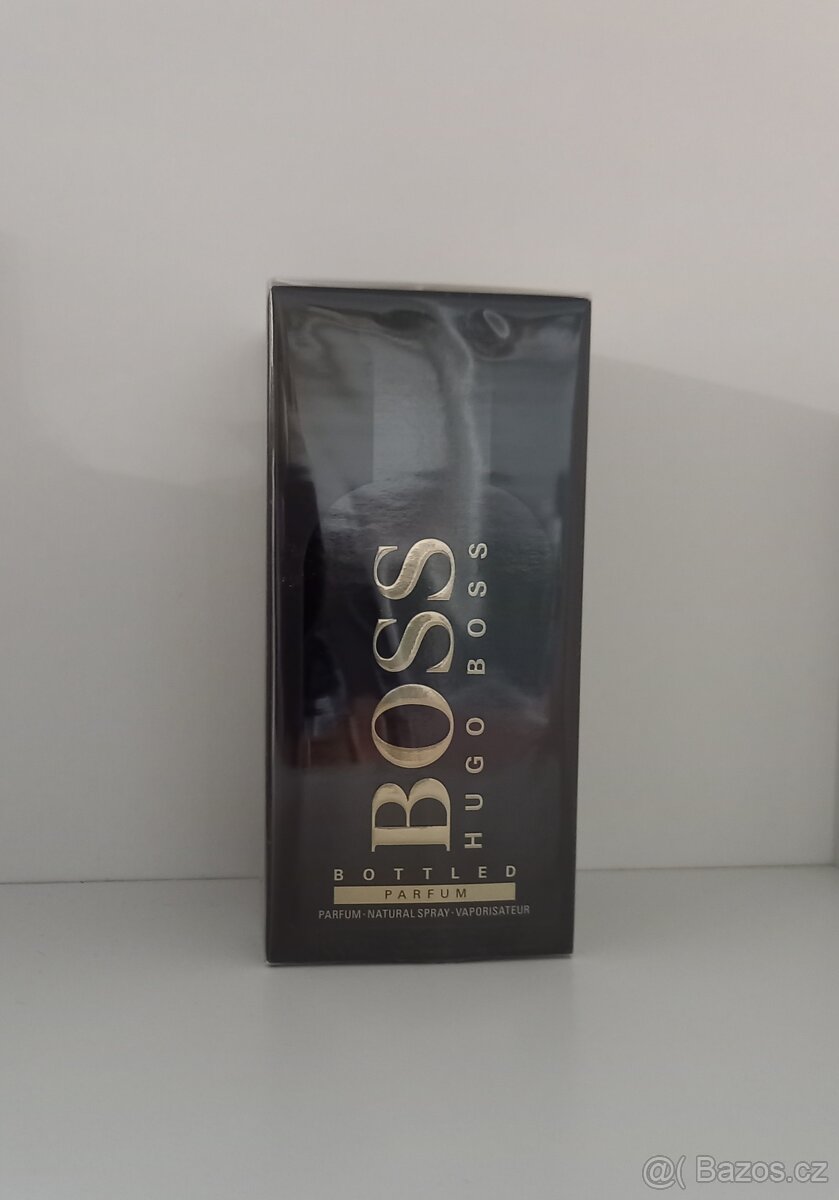 BOSS
HUGO BOSS
BOTTLED
PARFUM
PARFUM·NATURAL SPRAY·VAPORISATEUR
@( Bazos.cz